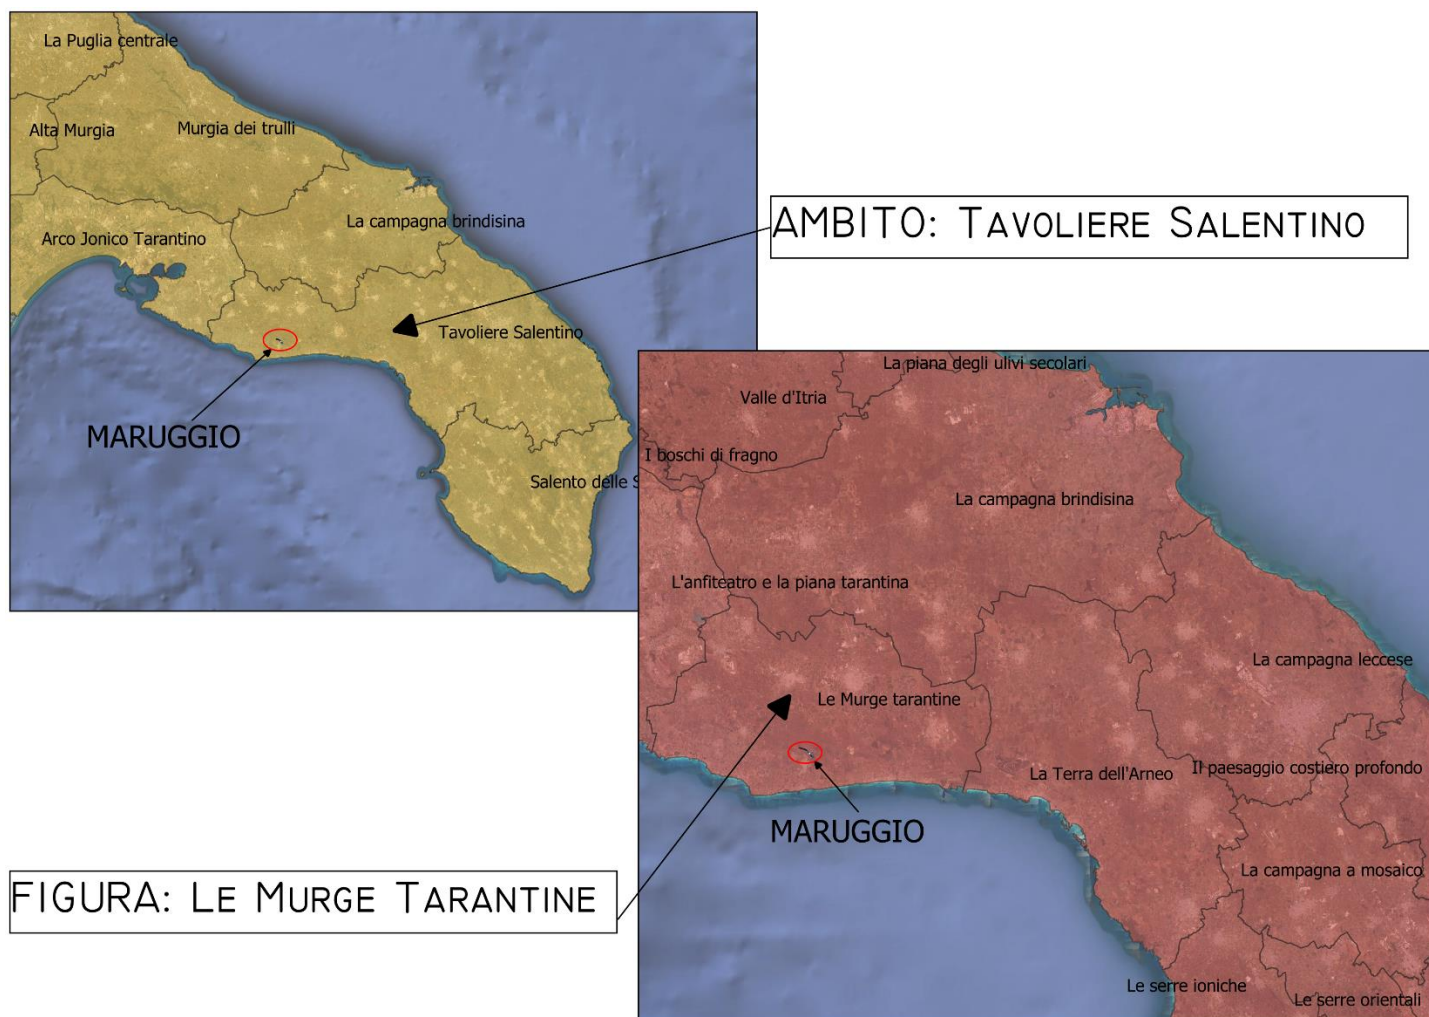 La Puglia centrale
Alta Murgia
Murgia dei trulli
La campagna brindisina
Arco Jonico Tarantino
Tavoliere Salentino
MARUGGIO
Salento delle S
AMBITO: TAVOLIERE SALENTINO
La piana degli ulivi secolari
Valle d'Itria
I boschi di fragno
La campagna brindisina
L'anfiteatro e la piana tarantina
La campagna leccese
Le Murge tarantine
La Terra dell'Arneo
Il paesaggio costiero profondo
MARUGGIO
La campagna a mosaico
Le serre ioniche
Le serre orientali
FIGURA: LE MURGE TARANTINE